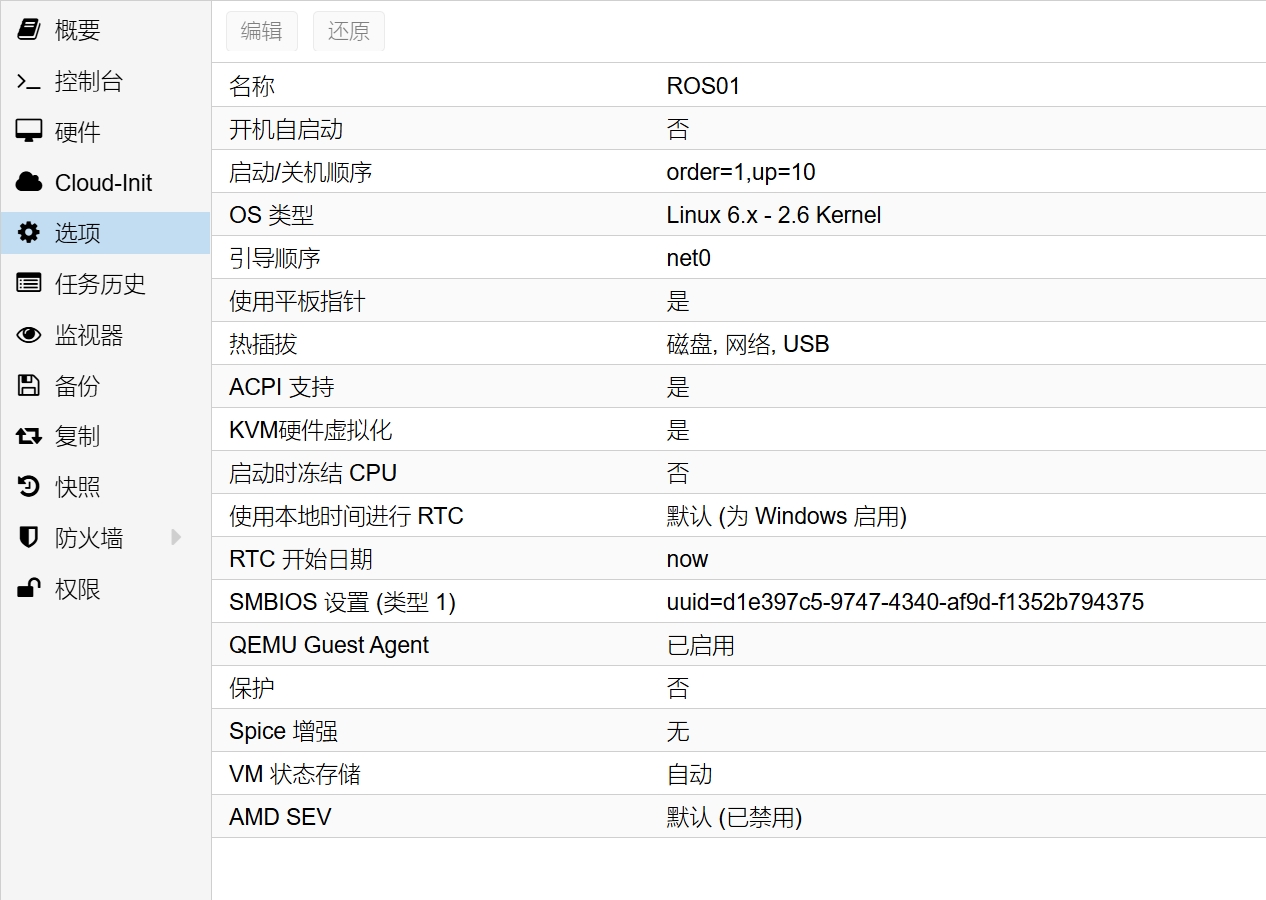 概要
控制台
硬件
Cloud-Init
选项
任务历史
监视器
备份
复制
快照
防火墙
权限
编辑 还原
名称 ROS01
开机自启动 否
启动/关机顺序 order=1,up=10
OS 类型 Linux 6.x - 2.6 Kernel
引导顺序 net0
使用平板指针 是
热插拔 磁盘, 网络, USB
ACPI 支持 是
KVM硬件虚拟化 是
启动时冻结 CPU 否
使用本地时间进行 RTC 默认 (为 Windows 启用)
RTC 开始日期 now
SMBIOS 设置 (类型 1) uuid=d1e397c5-9747-4340-af9d-f1352b794375
QEMU Guest Agent 已启用
保护 否
Spice 增强 无
VM 状态存储 自动
AMD SEV 默认 (已禁用)